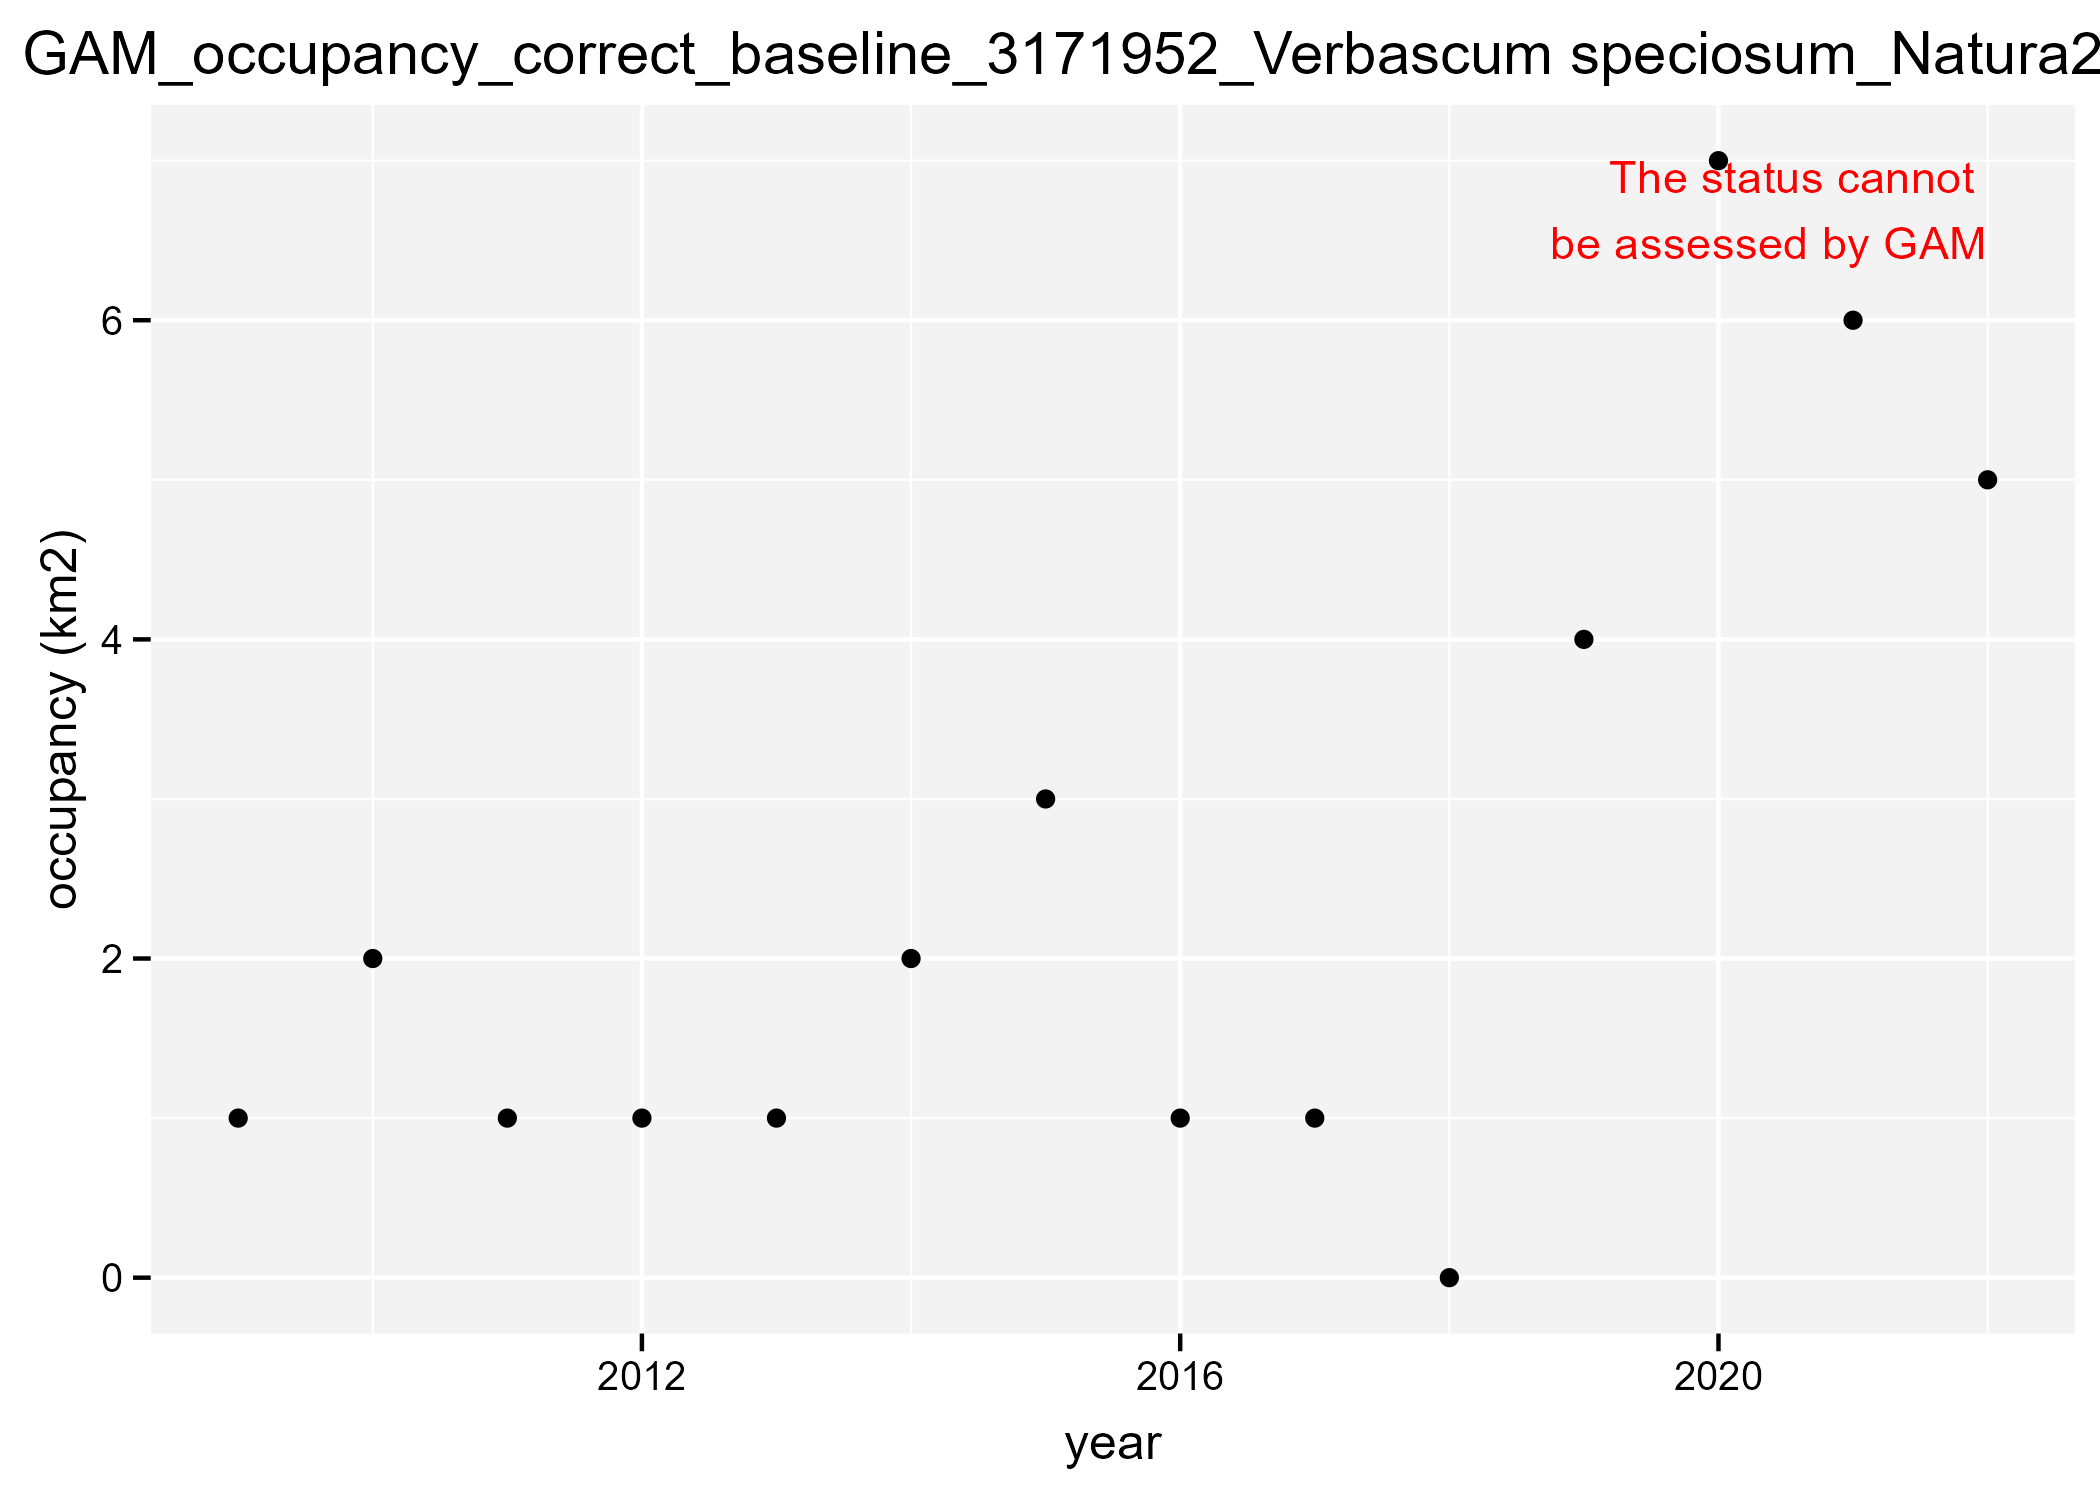 GAM_occupancy_correct_baseline_3171952_Verbascum speciosum_Natura2
The status cannot
be assessed by GAM
occupancy (km2)
6
4
2
0
2012 2016 2020
year